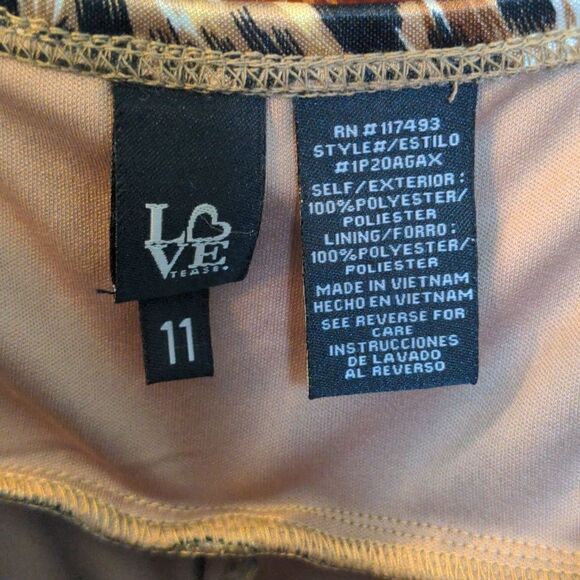 LOVE
TEASE
11
RN # 117493
STYLE#/ESTILO
#1P20AGAX
SELF/EXTERIOR:
100%POLYESTER/
POLIESTER
LINING/FORRO:
100%POLYESTER/
POLIESTER
MADE IN VIETNAM
HECHO EN VIETNAM
SEE REVERSE FOR
CARE
INSTRUCCIONES
DE LAVADO
AL REVERSO